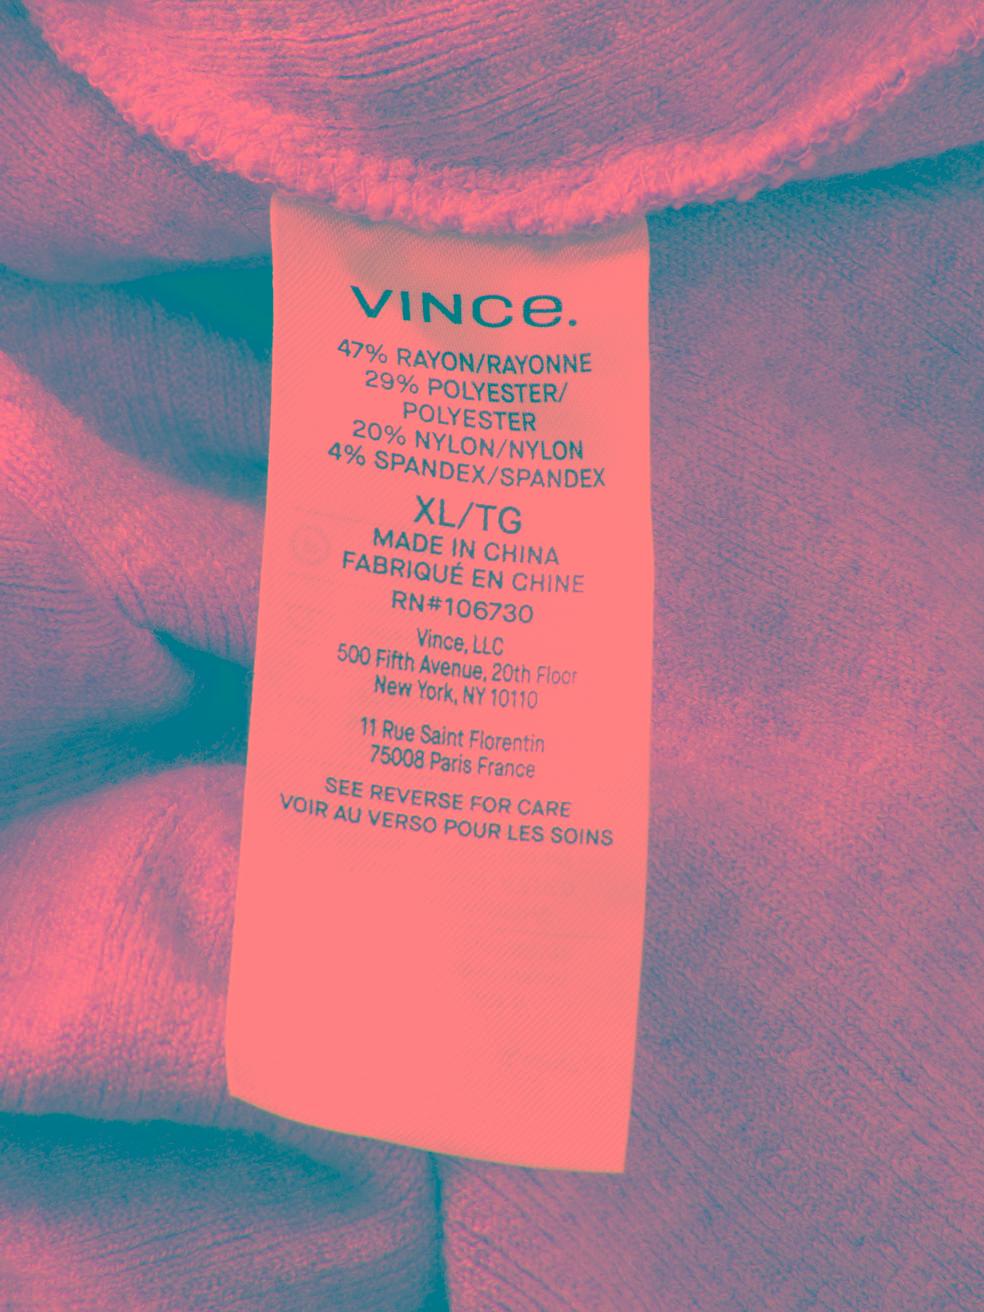 VINCE.
47% RAYON/RAYONNE
29% POLYESTER/
POLYESTER
20% NYLON/NYLON
4% SPANDEX/SPANDEX
XL/TG
MADE IN CHINA
FABRIQUÉ EN CHINE
RN#106730
Vince, LLC
500 Fifth Avenue, 20th Floor
New York, NY 10110
11 Rue Saint Florentin
75008 Paris France
SEE REVERSE FOR CARE
VOIR AU VERSO POUR LES SOINS